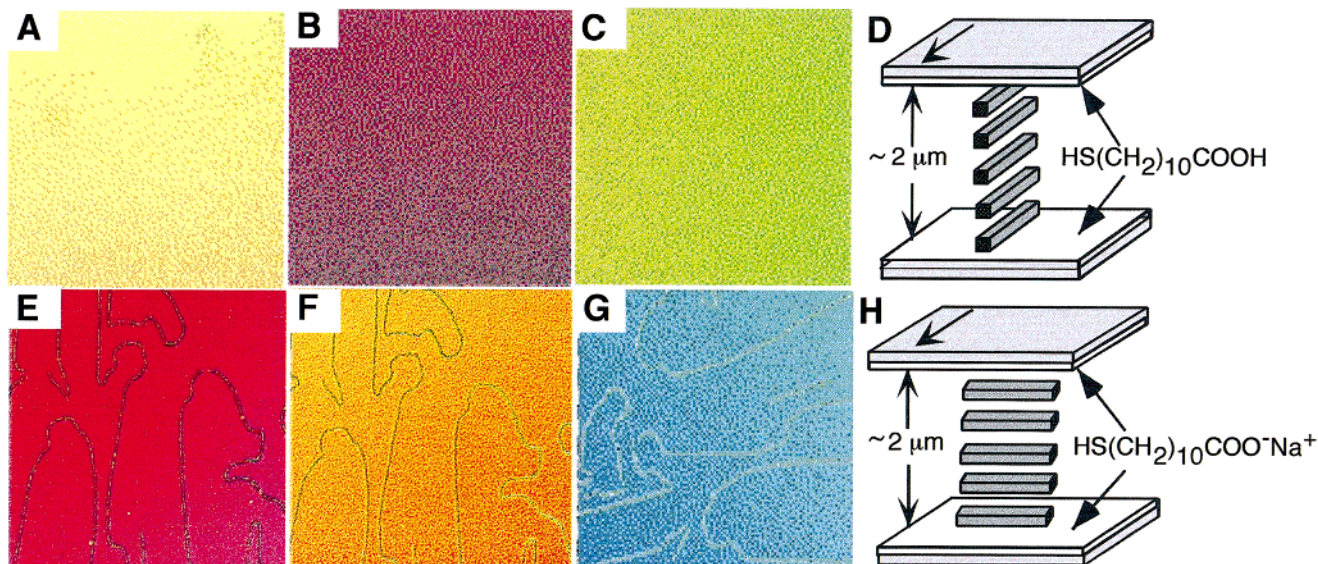 A
B
C
D
~ 2 μm
HS(CH2)10COOH
E
F
G
H
~2 μm
HS(CH2)10COO-Na+